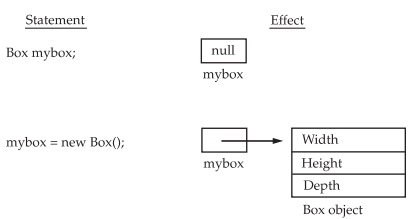 Statement
Effect
Box mybox;
null
mybox
mybox = new Box();
mybox
Width
Height
Depth
Box object